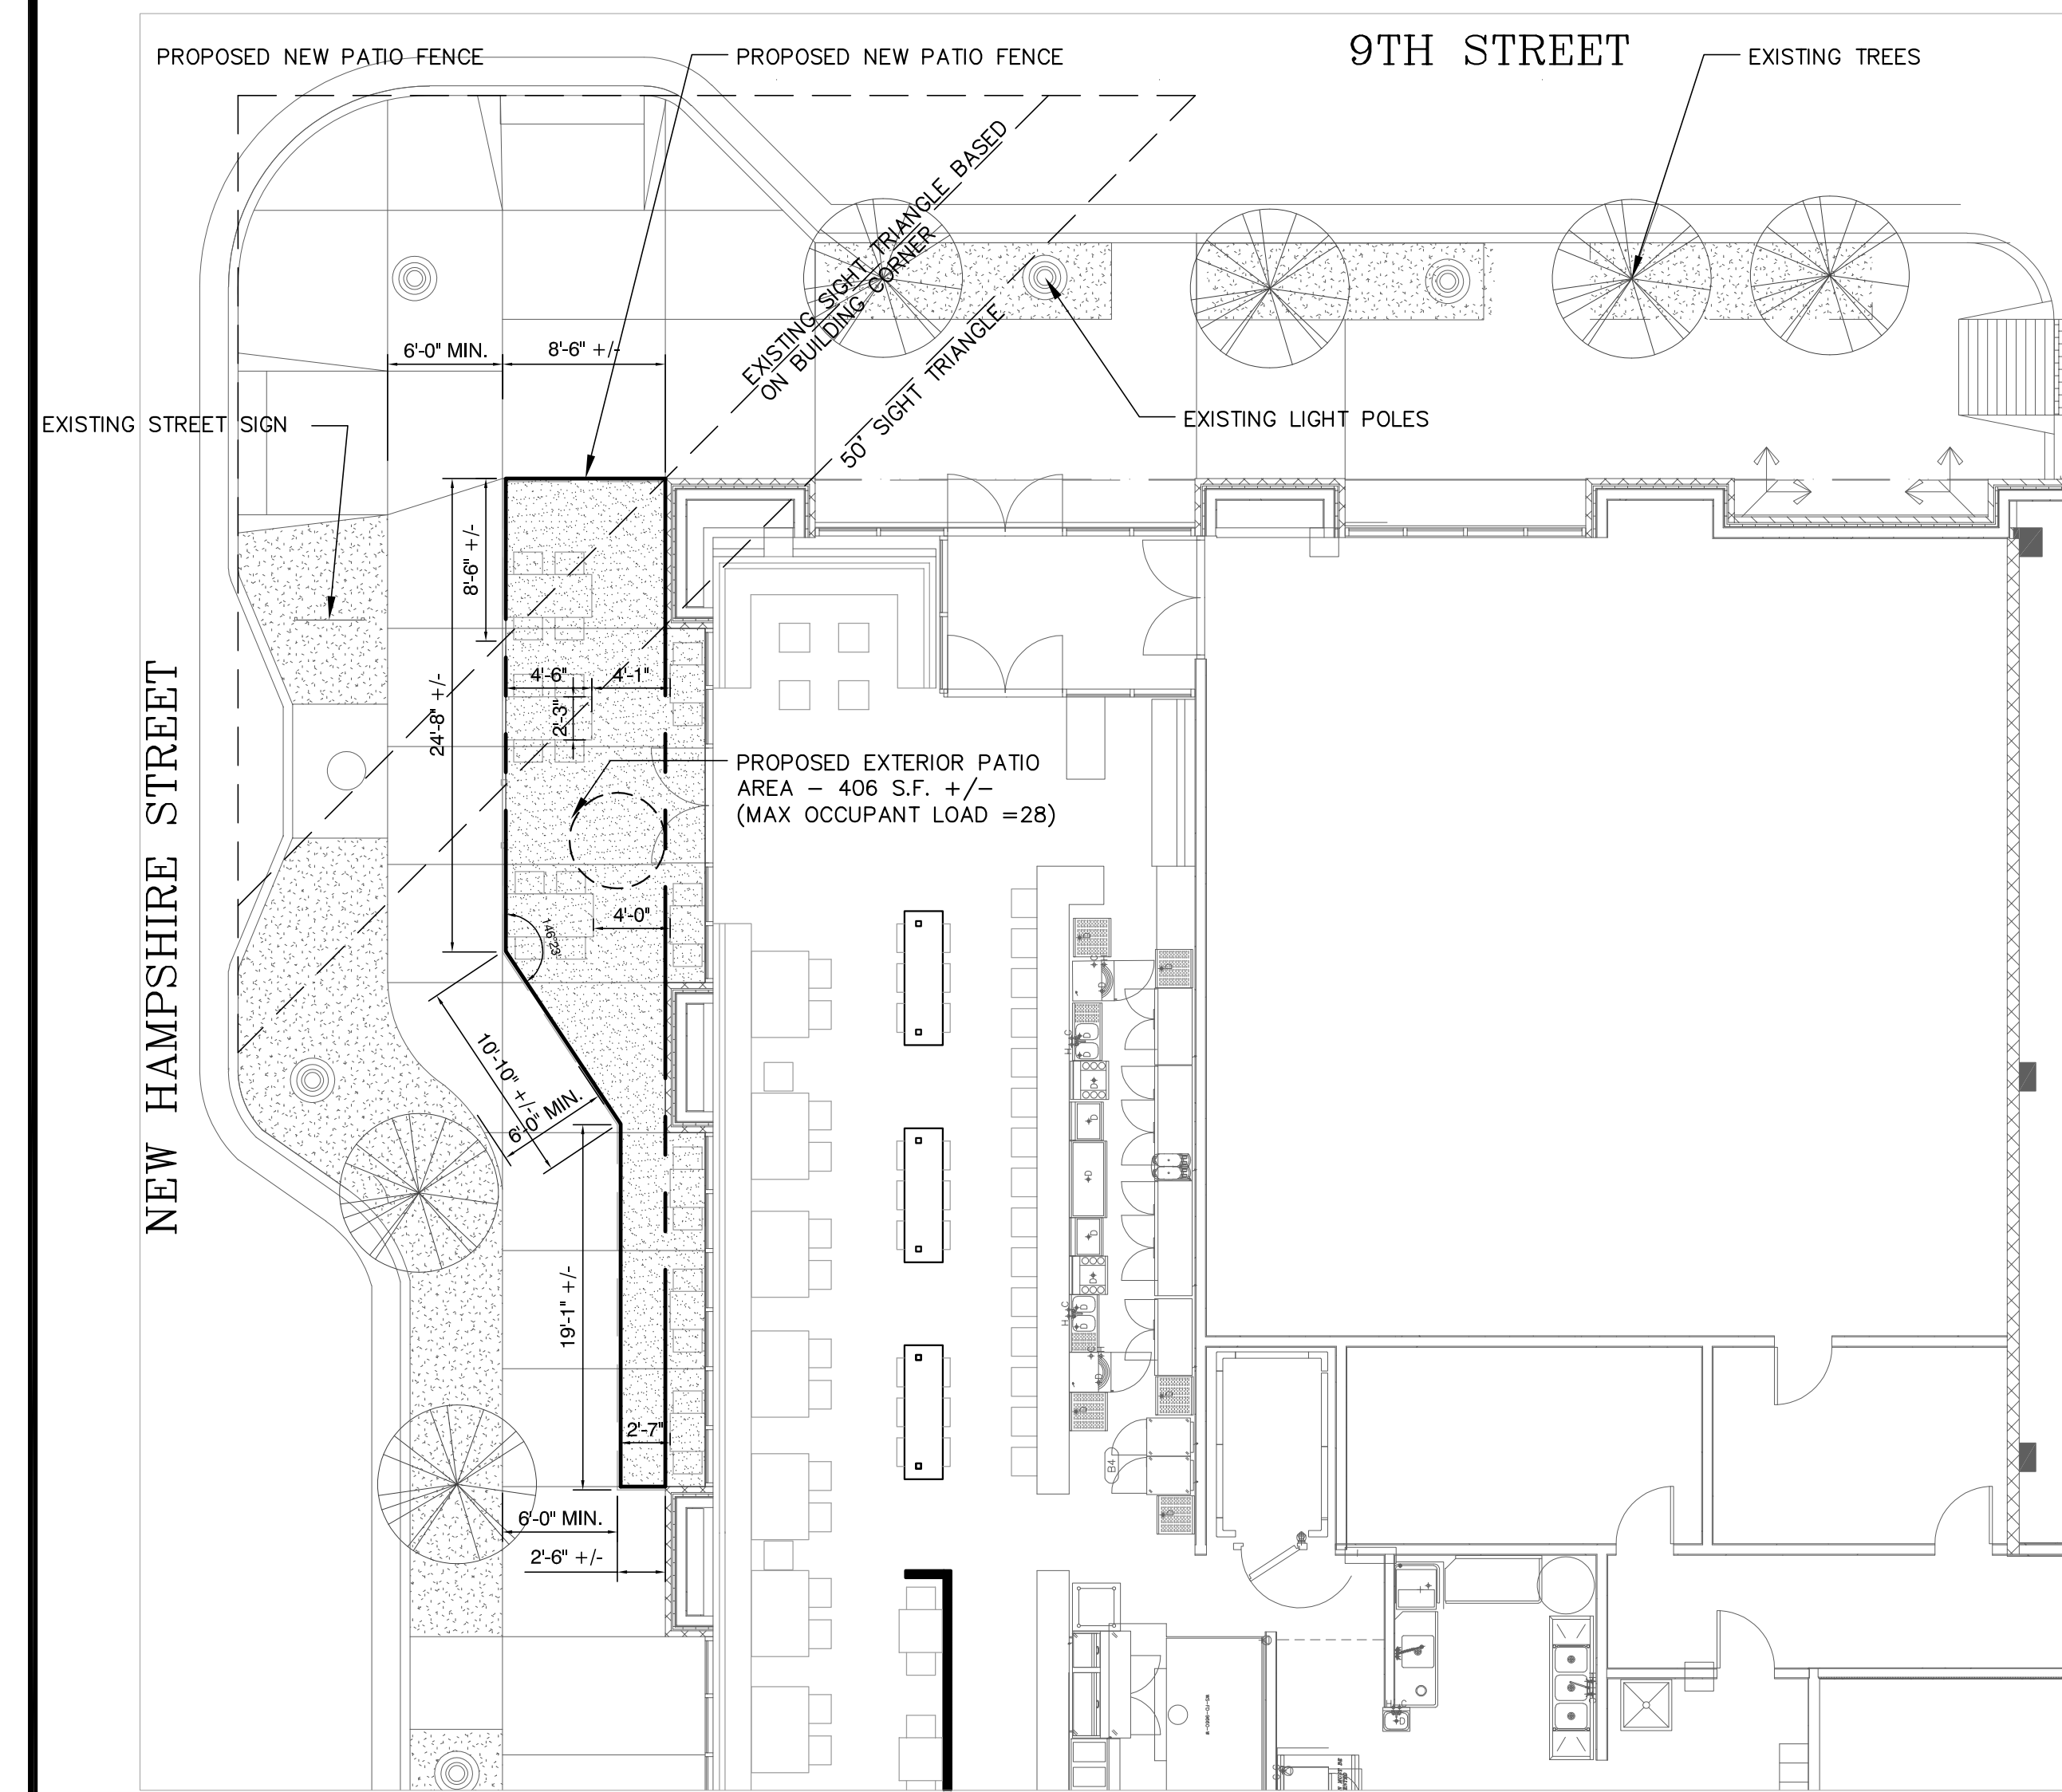 PROPOSED NEW PATIO FENCE
PROPOSED NEW PATIO FENCE
9TH STREET
EXISTING TREES
EXISTING SIGHT TRIANGLE BASED
ON BUILDING CORNER
50' SIGHT TRIANGLE
6'-0" MIN.
8'-6" +/-
EXISTING STREET SIGN
EXISTING LIGHT POLES
8'-6" +/-
24'-8" +/-
4'-6"
4'-1"
2'-3"
NEW HAMPSHIRE STREET
PROPOSED EXTERIOR PATIO
AREA - 406 S.F. +/-
(MAX OCCUPANT LOAD =28)
4'-0"
146°23'
10'-10" +/-
6'-0" MIN.
19'-1" +/-
2'-7"
6'-0" MIN.
2'-6" +/-
B4
D
D
C
H
H
C
D
D
D
D
D
D
D
H
C
D
D
C
H
D
D
D
D
H
C
D